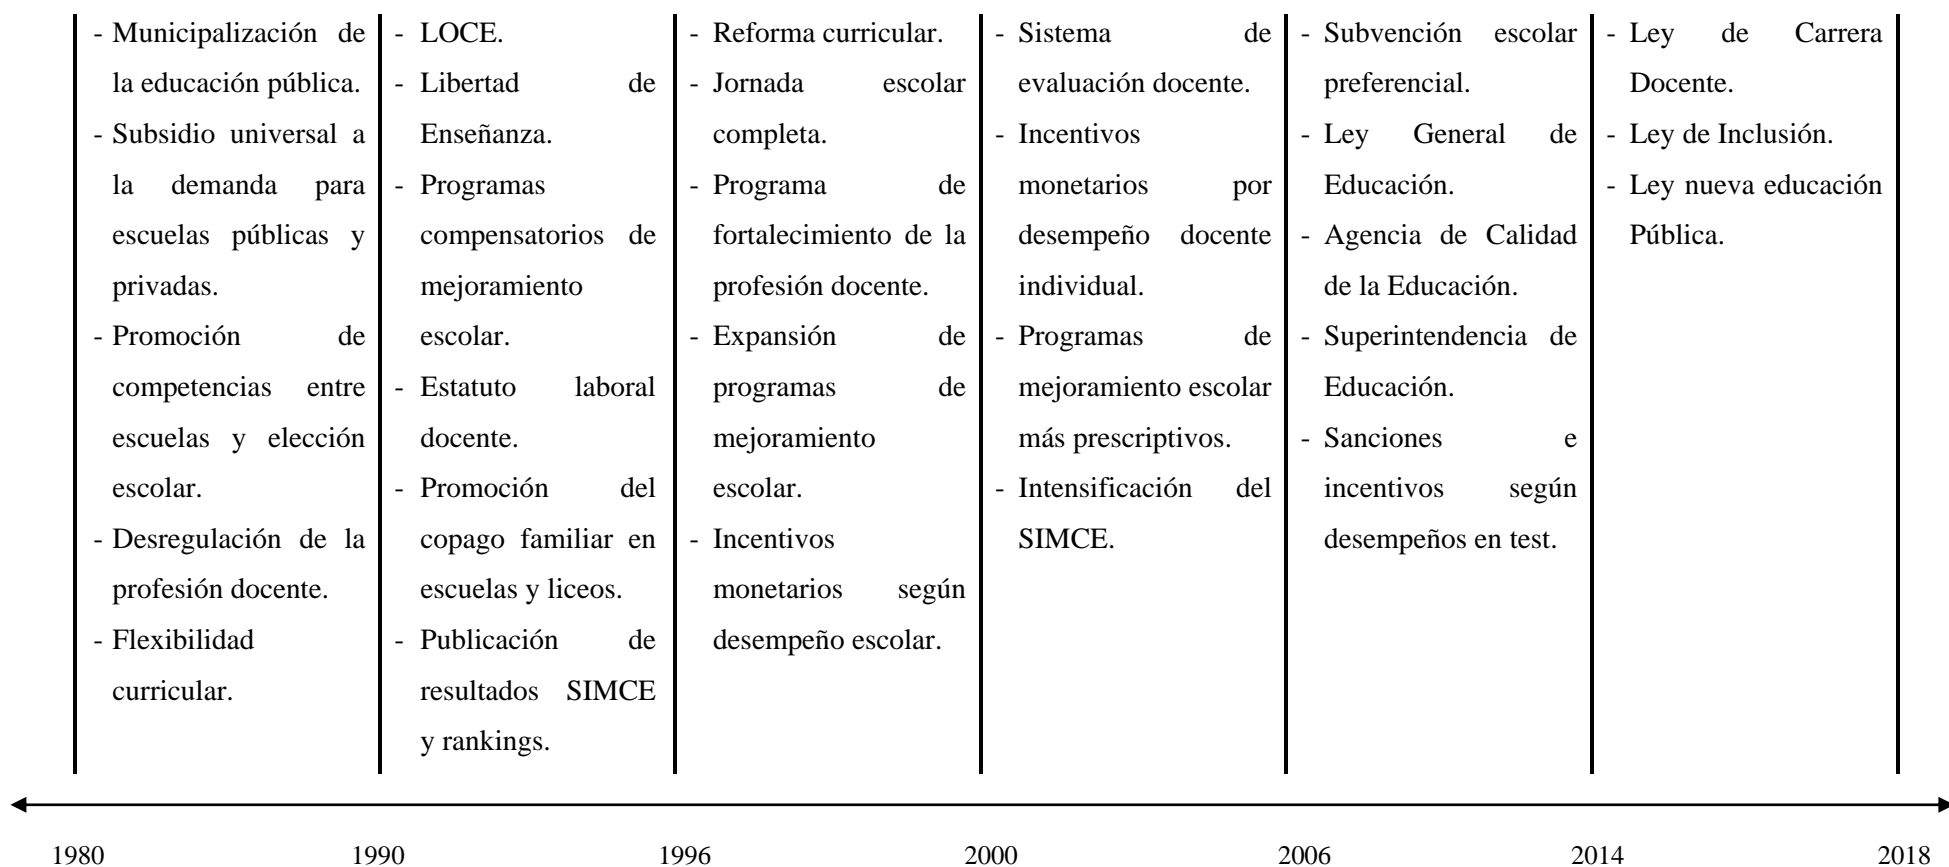 - Municipalización de
la educación pública.
- Subsidio universal a
la demanda para
escuelas públicas y
privadas.
- Promoción de
competencias entre
escuelas y elección
escolar.
- Desregulación de la
profesión docente.
- Flexibilidad
curricular.
- LOCE.
- Libertad de
Enseñanza.
- Programas
compensatorios de
mejoramiento
escolar.
- Estatuto laboral
docente.
- Promoción del
copago familiar en
escuelas y liceos.
- Publicación de
resultados SIMCE
y rankings.
- Reforma curricular.
- Jornada escolar
completa.
- Programa de
fortalecimiento de la
profesión docente.
- Expansión de
programas de
mejoramiento
escolar.
- Incentivos
monetarios según
desempeño escolar.
- Sistema de
evaluación docente.
- Incentivos
monetarios por
desempeño docente
individual.
- Programas de
mejoramiento escolar
más prescriptivos.
- Intensificación del
SIMCE.
- Subvención escolar
preferencial.
- Ley General de
Educación.
- Agencia de Calidad
de la Educación.
- Superintendencia de
Educación.
- Sanciones e
incentivos según
desempeños en test.
- Ley de Carrera
Docente.
- Ley de Inclusión.
- Ley nueva educación
Pública.
1980 1990 1996 2000 2006 2014 2018